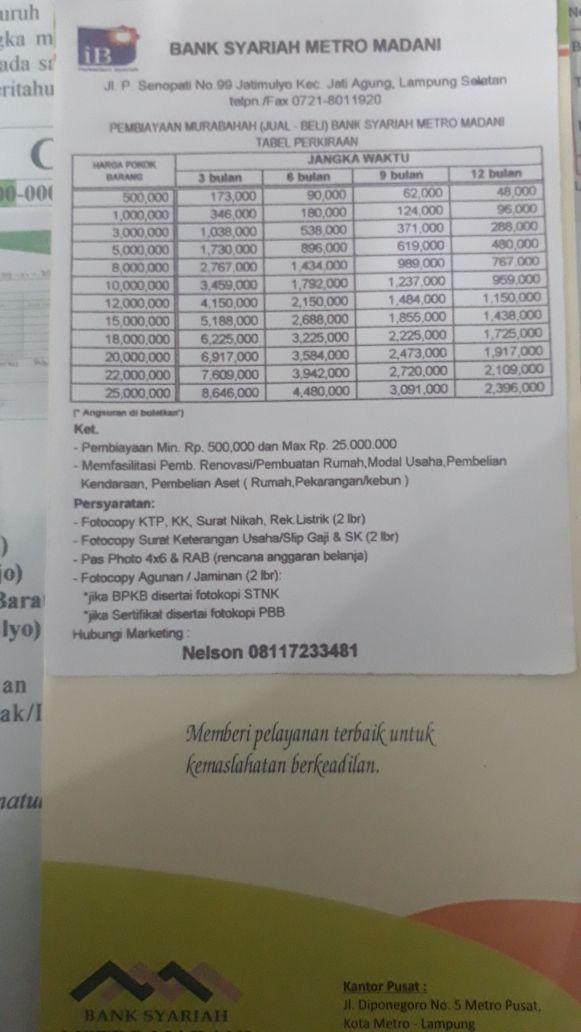 iB
BANK SYARIAH METRO MADANI
Jl. P. Senopati No.99 Jatimulyo Kec. Jati Agung, Lampung Selatan
telpn./Fax 0721-8011920
PEMBIAYAAN MURABAHAH (JUAL - BELI) BANK SYARIAH METRO MADANI
TABEL PERKIRAAN
HARGA POKOK BARANG JANGKA WAKTU
3 bulan 6 bulan 9 bulan 12 bulan
500,000 173,000 90,000 62,000 48,000
1,000,000 346,000 180,000 124,000 96,000
3,000,000 1,038,000 538,000 371,000 288,000
5,000,000 1,730,000 896,000 619,000 480,000
8,000,000 2,767,000 1,434,000 989,000 767,000
10,000,000 3,459,000 1,792,000 1,237,000 959,000
12,000,000 4,150,000 2,150,000 1,484,000 1,150,000
15,000,000 5,188,000 2,688,000 1,855,000 1,438,000
18,000,000 6,225,000 3,225,000 2,225,000 1,725,000
20,000,000 6,917,000 3,584,000 2,473,000 1,917,000
22,000,000 7,609,000 3,942,000 2,720,000 2,109,000
25,000,000 8,646,000 4,480,000 3,091,000 2,396,000
(* Angsuran di bulatkan*)
Ket.
- Pembiayaan Min. Rp. 500,000 dan Max Rp. 25.000.000
- Memfasilitasi Pemb. Renovasi/Pembuatan Rumah,Modal Usaha,Pembelian
Kendaraan, Pembelian Aset ( Rumah,Pekarangan/kebun )
Persyaratan:
- Fotocopy KTP, KK, Surat Nikah, Rek.Listrik (2 lbr)
- Fotocopy Surat Keterangan Usaha/Slip Gaji & SK (2 lbr)
- Pas Photo 4x6 & RAB (rencana anggaran belanja)
- Fotocopy Agunan / Jaminan (2 lbr):
*jika BPKB disertai fotokopi STNK
*jika Sertifikat disertai fotokopi PBB
Hubungi Marketing :
Nelson 08117233481
Memberi pelayanan terbaik untuk
kemaslahatan berkeadilan.
BANK SYARIAH
Kantor Pusat :
Jl. Diponegoro No. 5 Metro Pusat,
Kota Metro - Lampung